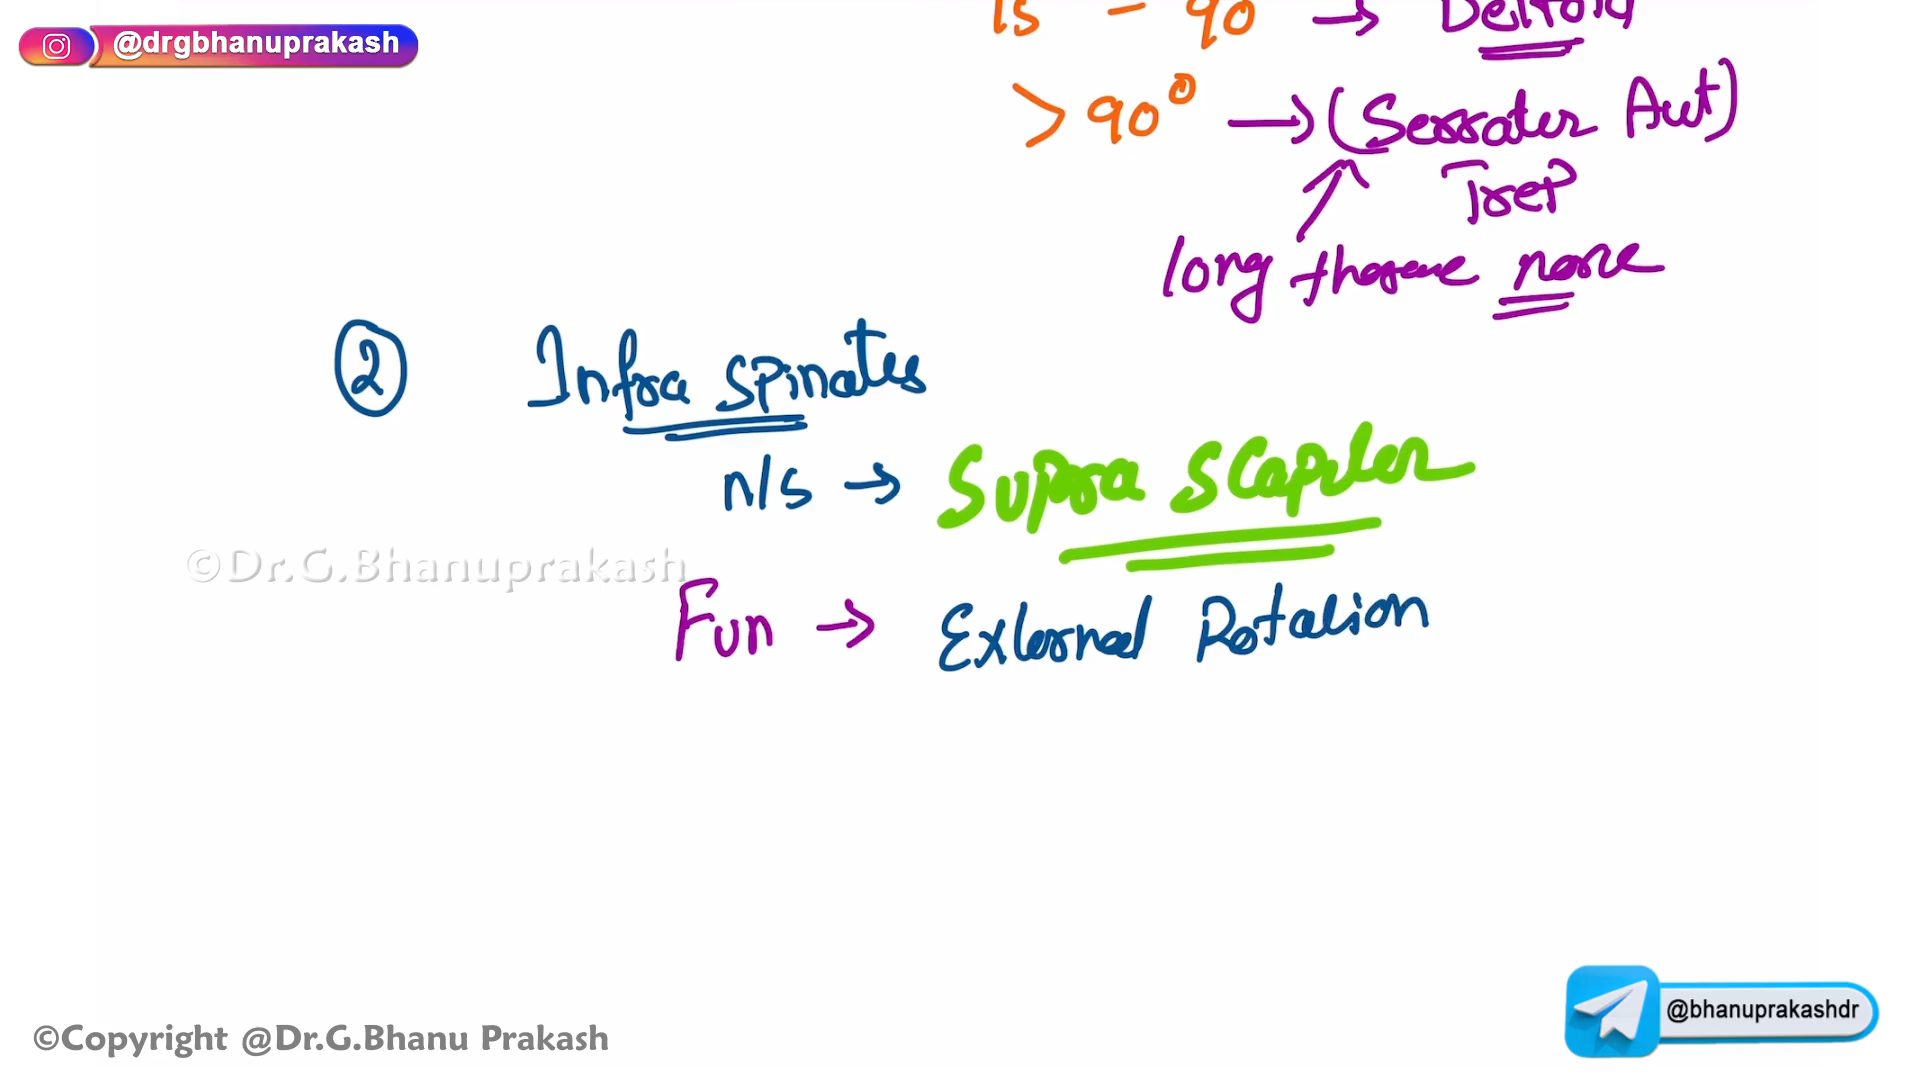 @drgbhanuprakash
15 - 90 → Deltoid
> 90° → (Serrater Ant)
Trap
long thoracic nerve
2 Infra spinatus
n/s → Supra Scapular
©Dr.G.Bhanuprakash
Fun → External Rotation
@bhanuprakashdr
©Copyright @Dr.G.Bhanu Prakash